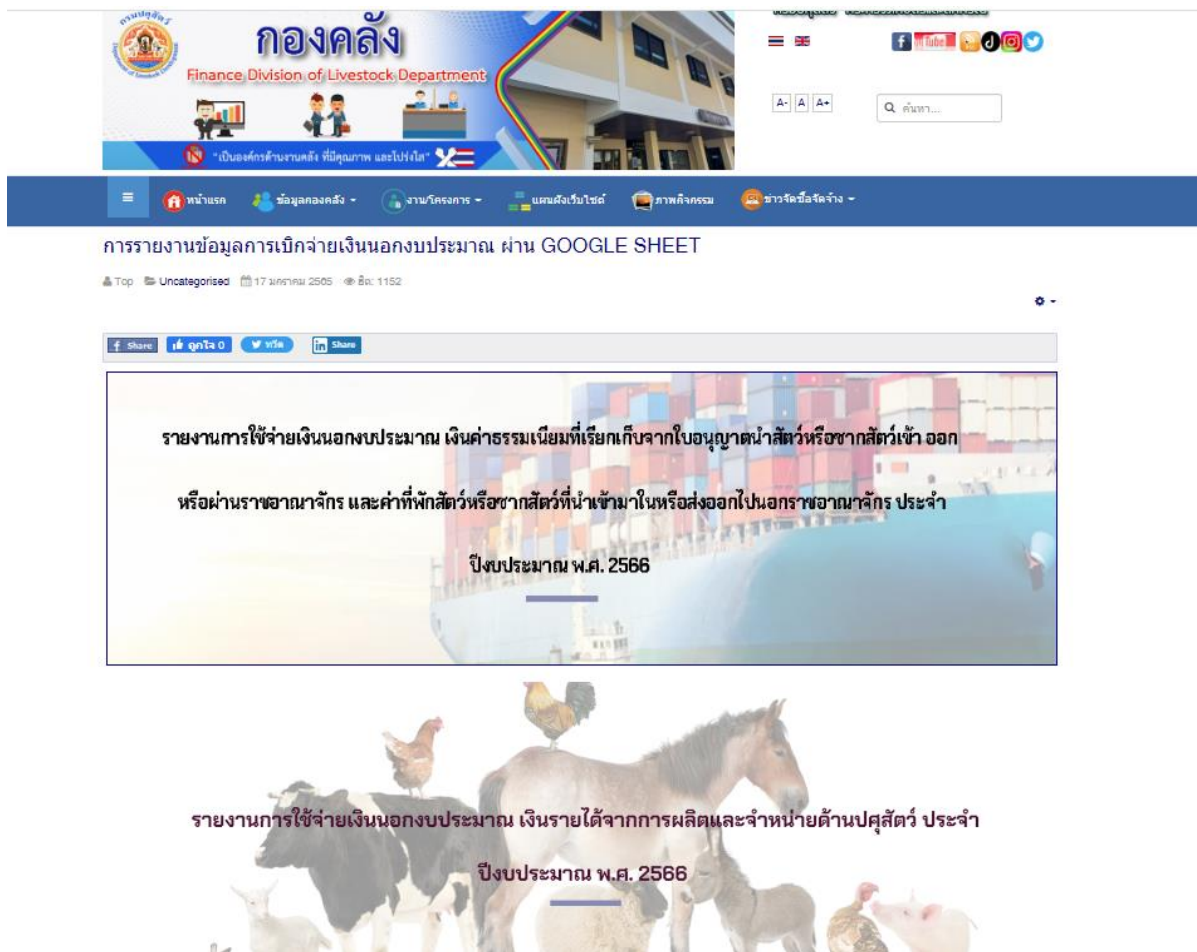 กรมปศุสัตว์
กองคลัง
Finance Division of Livestock Department
"เป็นองค์กรด้านงานคลัง ที่มีคุณภาพ และโปร่งใส"
A- A A+
ค้นหา...
หน้าแรก ข้อมูลกองคลัง งาน/โครงการ แผนผังเว็บไซต์ ภาพกิจกรรม ข่าวจัดซื้อจัดจ้าง
การรายงานข้อมูลการเบิกจ่ายเงินนอกงบประมาณ ผ่าน GOOGLE SHEET
Top Uncategorised 17 มกราคม 2565 ฮิต: 1152
Share ถูกใจ 0 ทวีต in Share
รายงานการใช้จ่ายเงินนอกงบประมาณ เงินค่าธรรมเนียมที่เรียกเก็บจากใบอนุญาตนำสัตว์หรือซากสัตว์เข้า ออก
หรือผ่านราชอาณาจักร และค่าที่พักสัตว์หรือซากสัตว์ที่นำเข้ามาในหรือส่งออกไปนอกราชอาณาจักร ประจำ
ปีงบประมาณ พ.ศ. 2566
รายงานการใช้จ่ายเงินนอกงบประมาณ เงินรายได้จากการผลิตและจำหน่ายด้านปศุสัตว์ ประจำ
ปีงบประมาณ พ.ศ. 2566